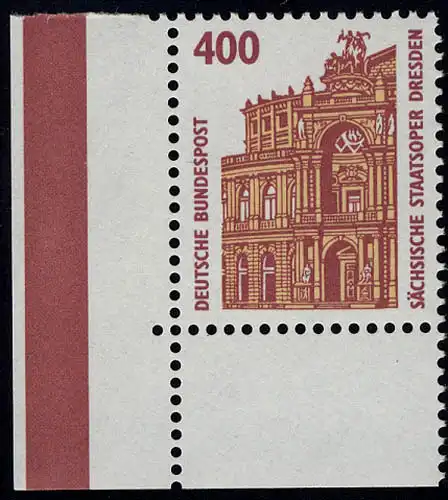 400
DEUTSCHE BUNDESPOST
SÄCHSISCHE STAATSOPER DRESDEN